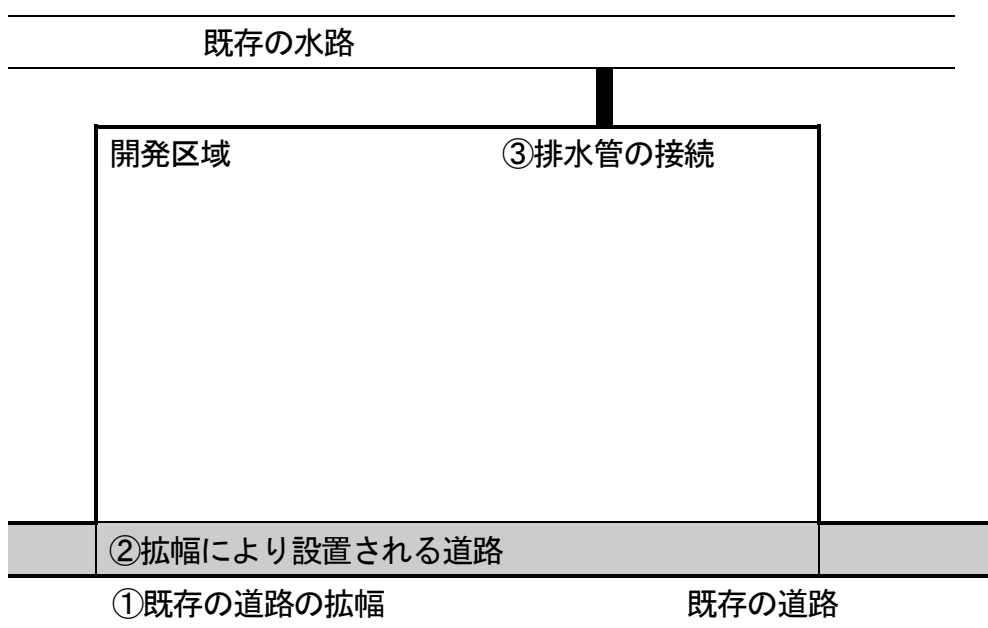 既存の水路
開発区域
③排水管の接続
②拡幅により設置される道路
①既存の道路の拡幅
既存の道路